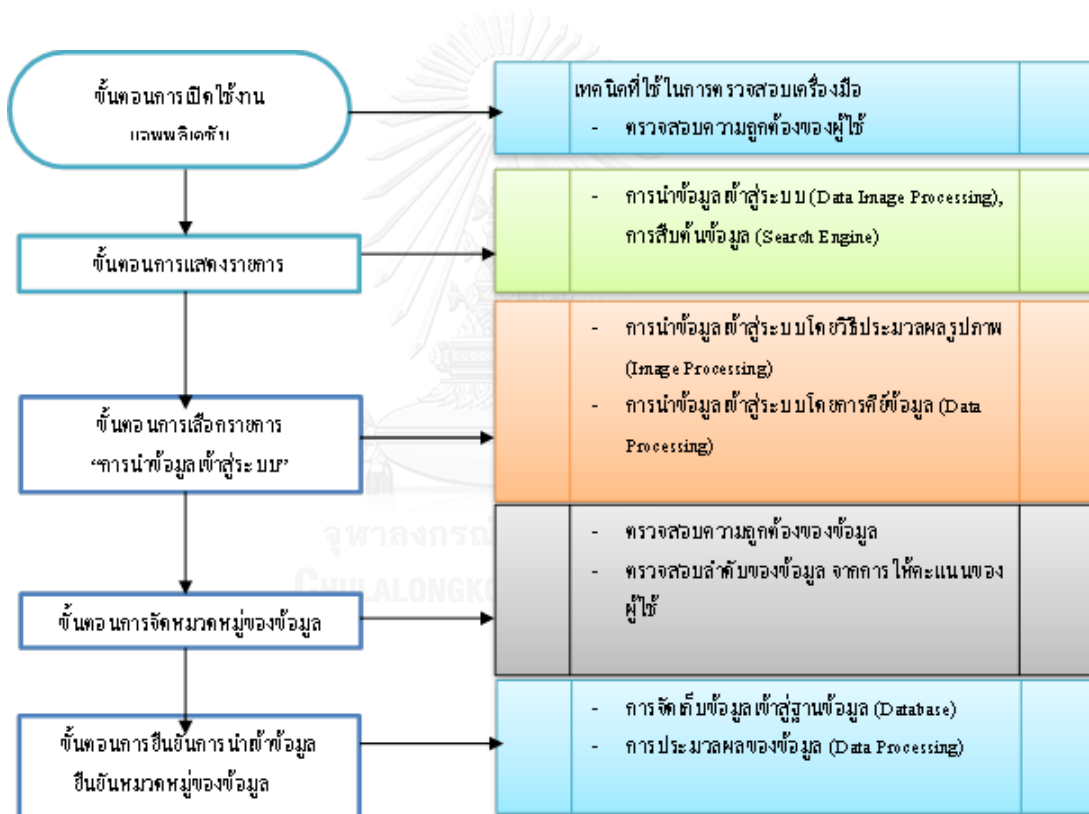 ขั้นตอนการเปิดใช้งาน
แอพพลิเคชัน
เทคนิคที่ใช้ในการตรวจสอบเครื่องมือ
- ตรวจสอบความถูกต้องของผู้ใช้
ขั้นตอนการแสดงรายการ
- การนำข้อมูลเข้าสู่ระบบ (Data Image Processing),
การสืบค้นข้อมูล (Search Engine)
ขั้นตอนการเลือกรายการ
“การนำข้อมูลเข้าสู่ระบบ”
- การนำข้อมูลเข้าสู่ระบบโดยวิธีประมวลผลรูปภาพ
(Image Processing)
- การนำข้อมูลเข้าสู่ระบบโดยการคีย์ข้อมูล (Data
Processing)
ขั้นตอนการจัดหมวดหมู่ของข้อมูล
- ตรวจสอบความถูกต้องของข้อมูล
- ตรวจสอบลำดับของข้อมูล จากการให้คะแนนของ
ผู้ใช้
ขั้นตอนการยืนยันการนำเข้าข้อมูล
ยืนยันหมวดหมู่ของข้อมูล
- การจัดเก็บข้อมูลเข้าสู่ฐานข้อมูล (Database)
- การประมวลผลของข้อมูล (Data Processing)
จุฬาลงกรณ์
CHULALONGKO